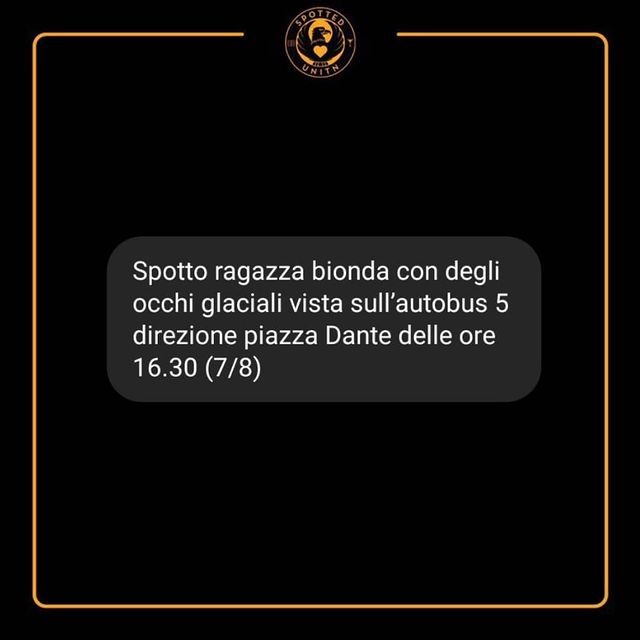 SPOTTED
UNITN
Spotto ragazza bionda con degli
occhi glaciali vista sull’autobus 5
direzione piazza Dante delle ore
16.30 (7/8)